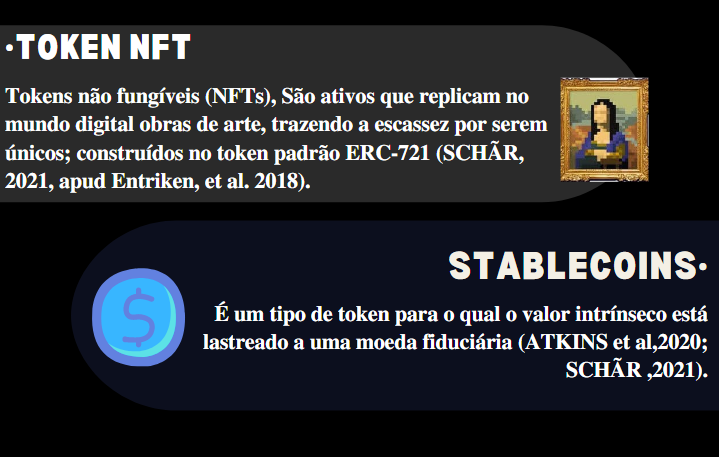 ·TOKEN NFT
Tokens não fungíveis (NFTs), São ativos que replicam no
mundo digital obras de arte, trazendo a escassez por serem
únicos; construídos no token padrão ERC-721 (SCHÃR,
2021, apud Entriken, et al. 2018).
STABLECOINS·
É um tipo de token para o qual o valor intrínseco está
lastreado a uma moeda fiduciária (ATKINS et al,2020;
SCHÃR ,2021).
$